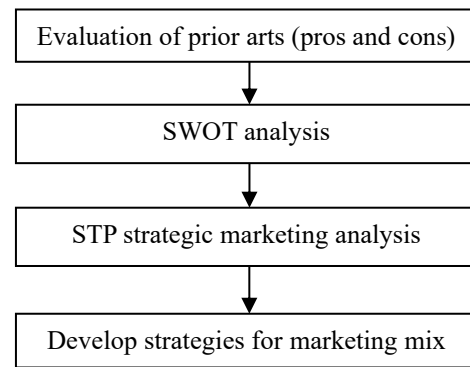 Evaluation of prior arts (pros and cons)
SWOT analysis
STP strategic marketing analysis
Develop strategies for marketing mix